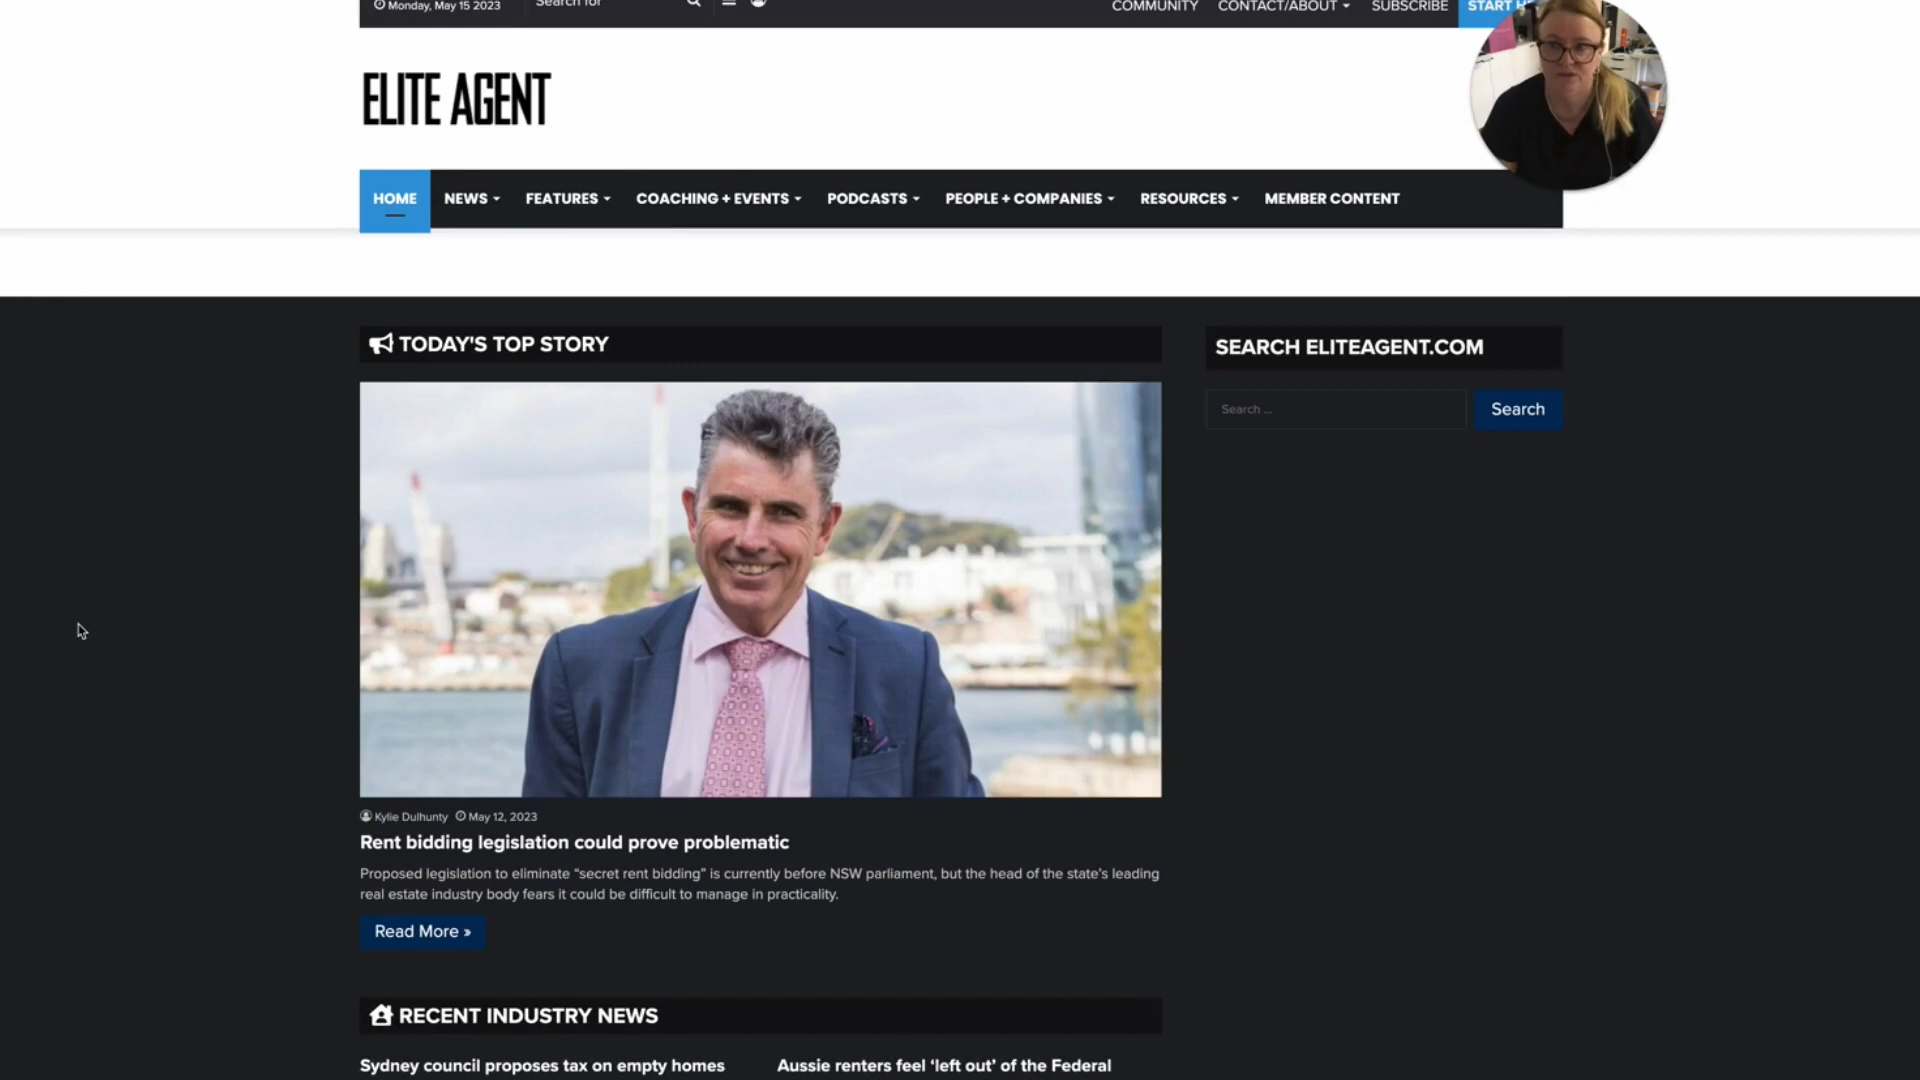 Monday, May 15 2023
Search for
COMMUNITY
CONTACT/ABOUT
SUBSCRIBE
START
ELITE AGENT
HOME
NEWS
FEATURES
COACHING + EVENTS
PODCASTS
PEOPLE + COMPANIES
RESOURCES
MEMBER CONTENT
TODAY'S TOP STORY
SEARCH ELITEAGENT.COM
Search ...
Search
Kylie Dulhunty May 12, 2023
Rent bidding legislation could prove problematic
Proposed legislation to eliminate “secret rent bidding” is currently before NSW parliament, but the head of the state’s leading
real estate industry body fears it could be difficult to manage in practicality.
Read More »
RECENT INDUSTRY NEWS
Sydney council proposes tax on empty homes
Aussie renters feel ‘left out’ of the Federal